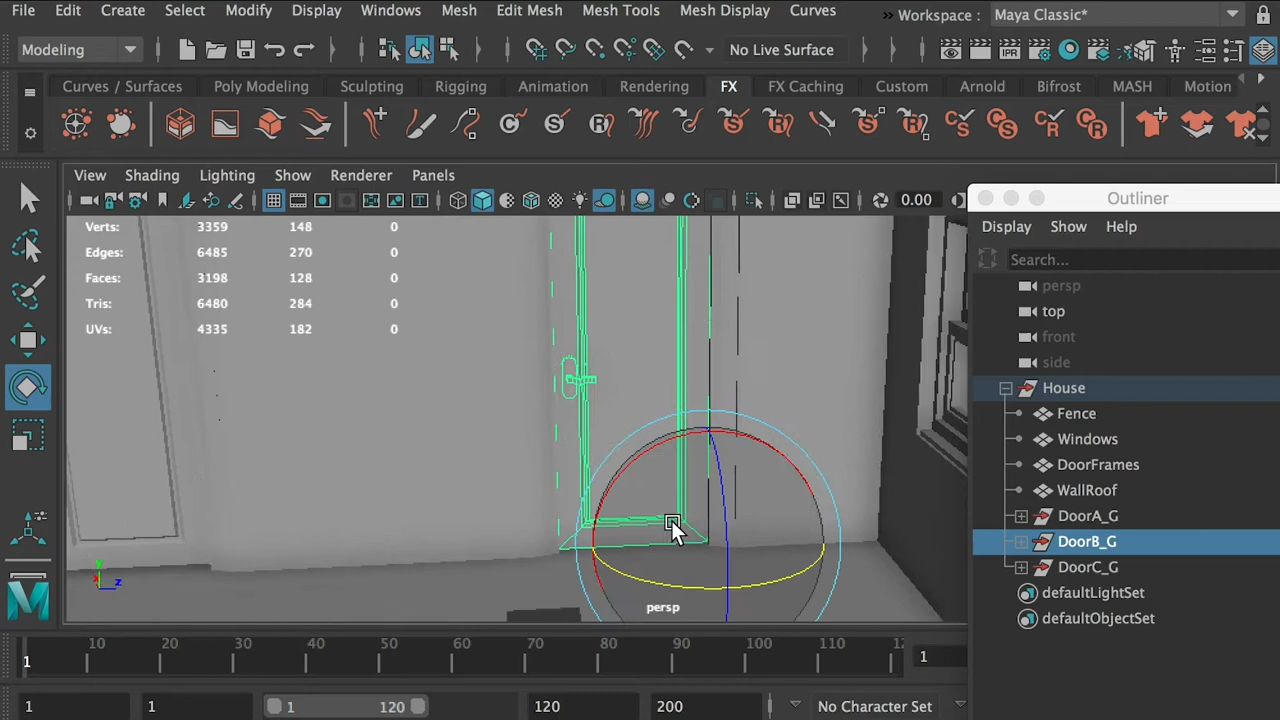 File Edit Create Select Modify Display Windows Mesh Edit Mesh Mesh Tools Mesh Display Curves » Workspace : Maya Classic*
Modeling No Live Surface
Curves / Surfaces Poly Modeling Sculpting Rigging Animation Rendering FX FX Caching Custom Arnold Bifrost MASH Motion
View Shading Lighting Show Renderer Panels
0.00
Outliner
Display Show Help
Search...
Verts: 3359 148 0
Edges: 6485 270 0
Faces: 3198 128 0
Tris: 6480 284 0
UVs: 4335 182 0
persp
top
front
side
House
Fence
Windows
DoorFrames
WallRoof
DoorA_G
DoorB_G
DoorC_G
defaultLightSet
defaultObjectSet
y
x z
persp
1 10 20 30 40 50 60 70 80 90 100 110 1
1 1 1 120 120 200 No Character Set